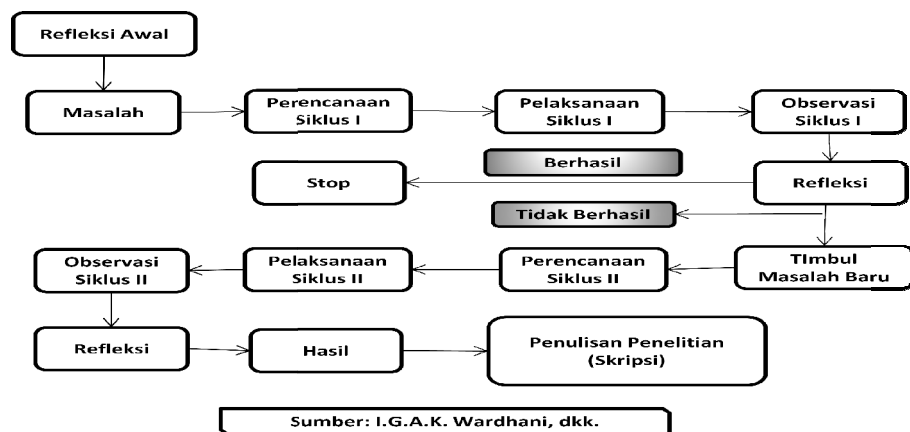 Refleksi Awal
Masalah
Perencanaan
Siklus I
Pelaksanaan
Siklus I
Observasi
Siklus I
Berhasil
Stop
Refleksi
Tidak Berhasil
Observasi
Siklus II
Pelaksanaan
Siklus II
Perencanaan
Siklus II
TImbul
Masalah Baru
Refleksi
Hasil
Penulisan Penelitian
(Skripsi)
Sumber: I.G.A.K. Wardhani, dkk.